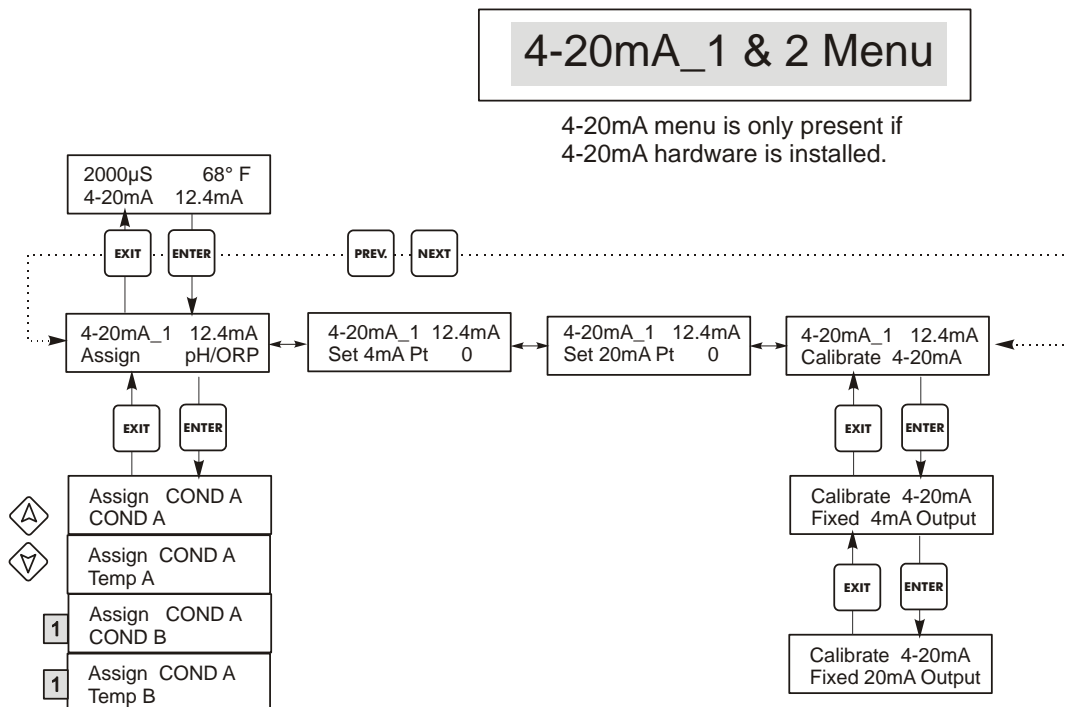 4-20mA_1 & 2 Menu
4-20mA menu is only present if
4-20mA hardware is installed.
2000µS 68° F
4-20mA 12.4mA
EXIT
ENTER
PREV.
NEXT
4-20mA_1 12.4mA
Assign pH/ORP
4-20mA_1 12.4mA
Set 4mA Pt 0
4-20mA_1 12.4mA
Set 20mA Pt 0
4-20mA_1 12.4mA
Calibrate 4-20mA
EXIT
ENTER
EXIT
ENTER
Assign COND A
COND A
Assign COND A
Temp A
1
Assign COND A
COND B
1
Assign COND A
Temp B
Calibrate 4-20mA
Fixed 4mA Output
EXIT
ENTER
Calibrate 4-20mA
Fixed 20mA Output